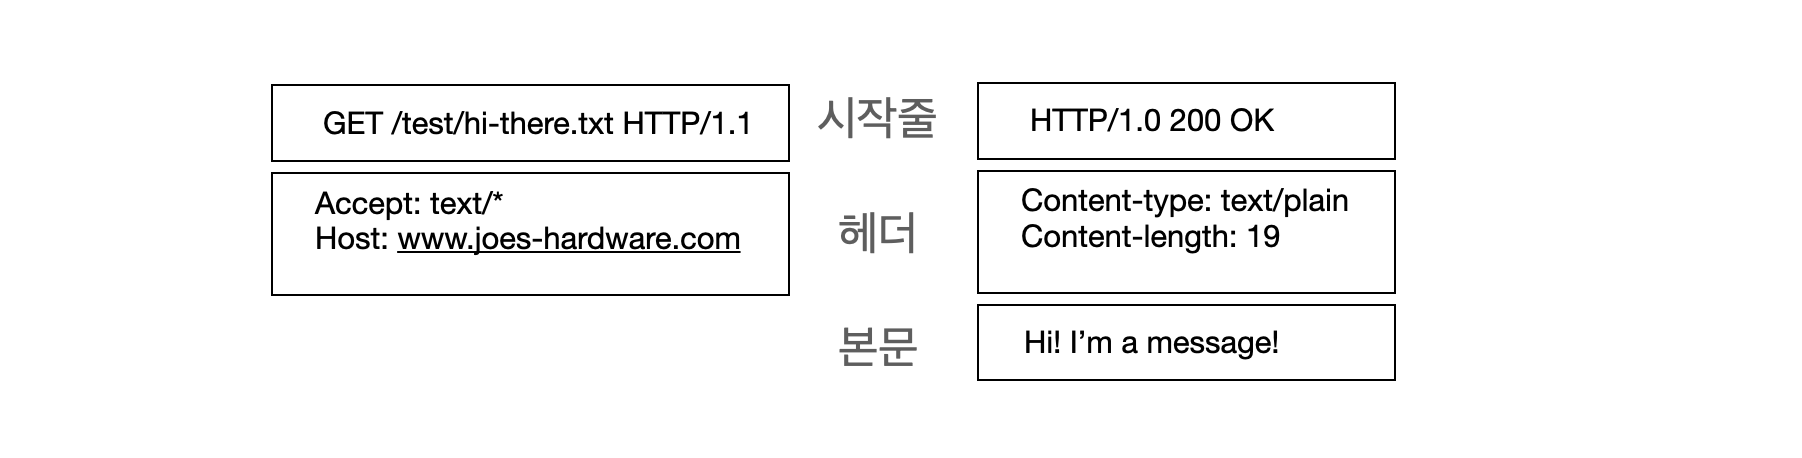 GET /test/hi-there.txt HTTP/1.1
시작줄
HTTP/1.0 200 OK
Accept: text/*
Host: www.joes-hardware.com
헤더
Content-type: text/plain
Content-length: 19
본문
Hi! I’m a message!